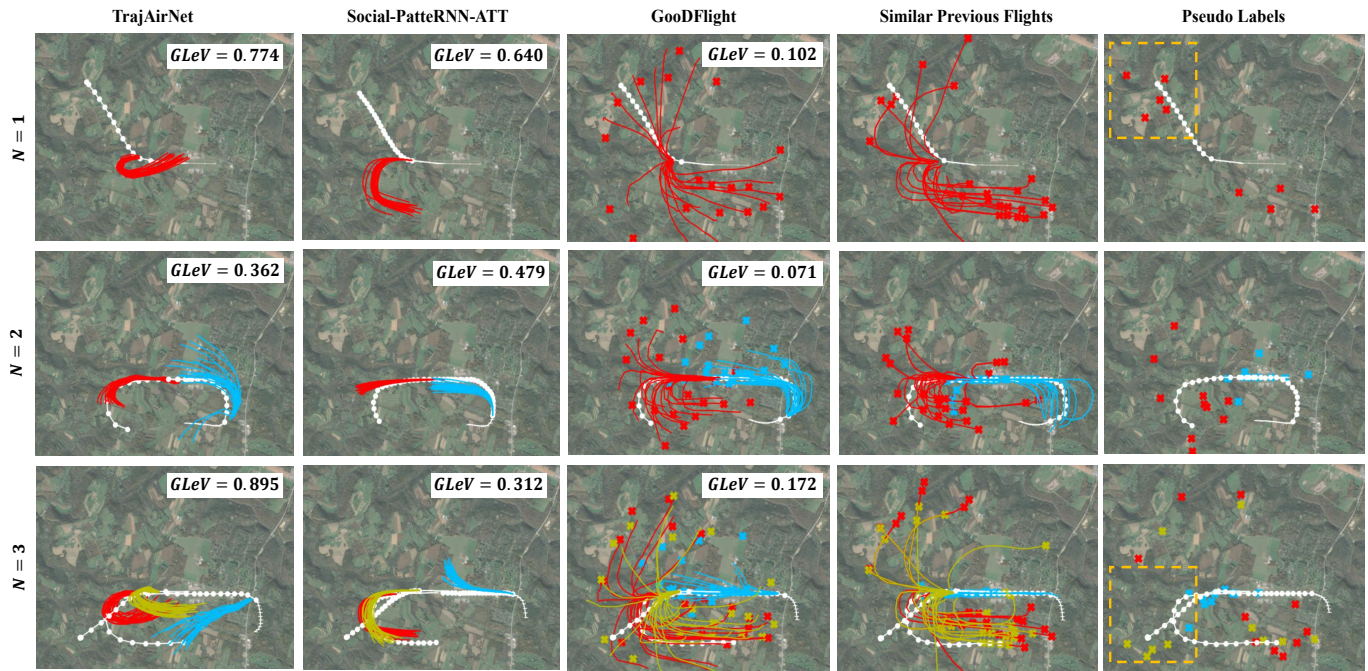 TrajAirNet Social-PatteRNN-ATT GooDFlight Similar Previous Flights Pseudo Labels
N = 1
GLeV = 0.774 GLeV = 0.640 GLeV = 0.102
N = 2
GLeV = 0.362 GLeV = 0.479 GLeV = 0.071
N = 3
GLeV = 0.895 GLeV = 0.312 GLeV = 0.172